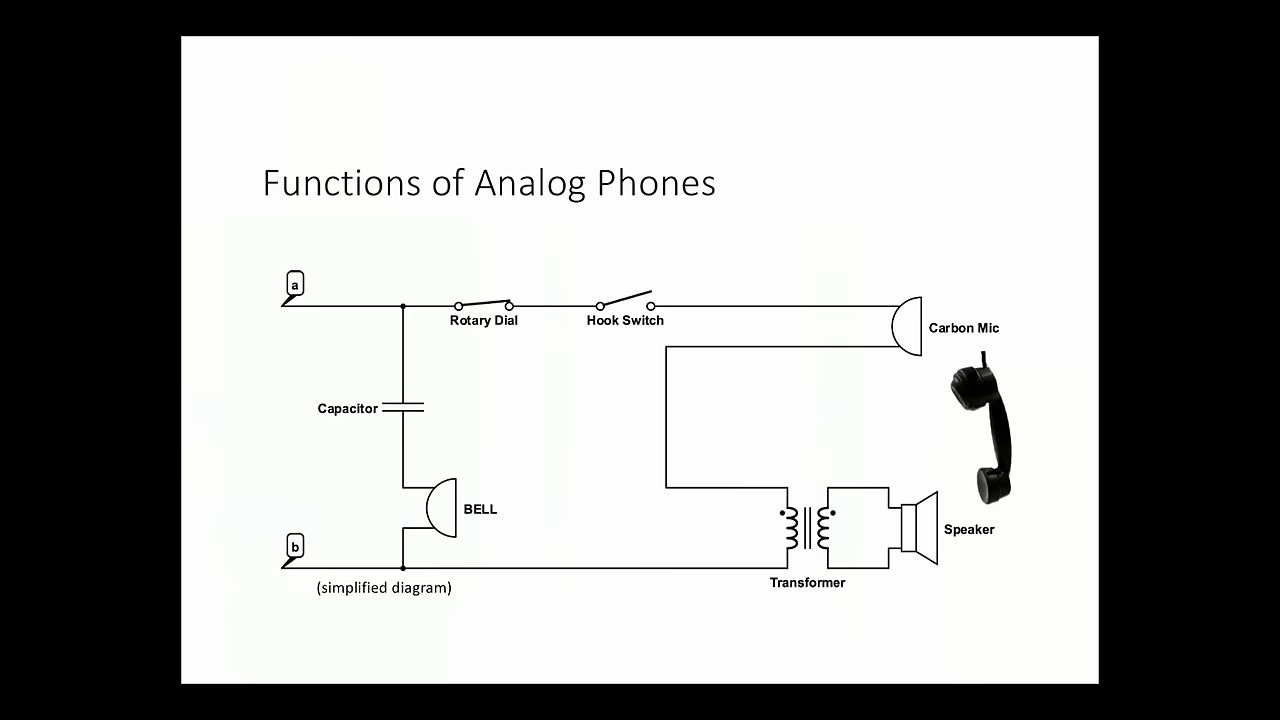 Functions of Analog Phones
a
Rotary Dial
Hook Switch
Carbon Mic
Capacitor
BELL
Speaker
b
(simplified diagram)
Transformer